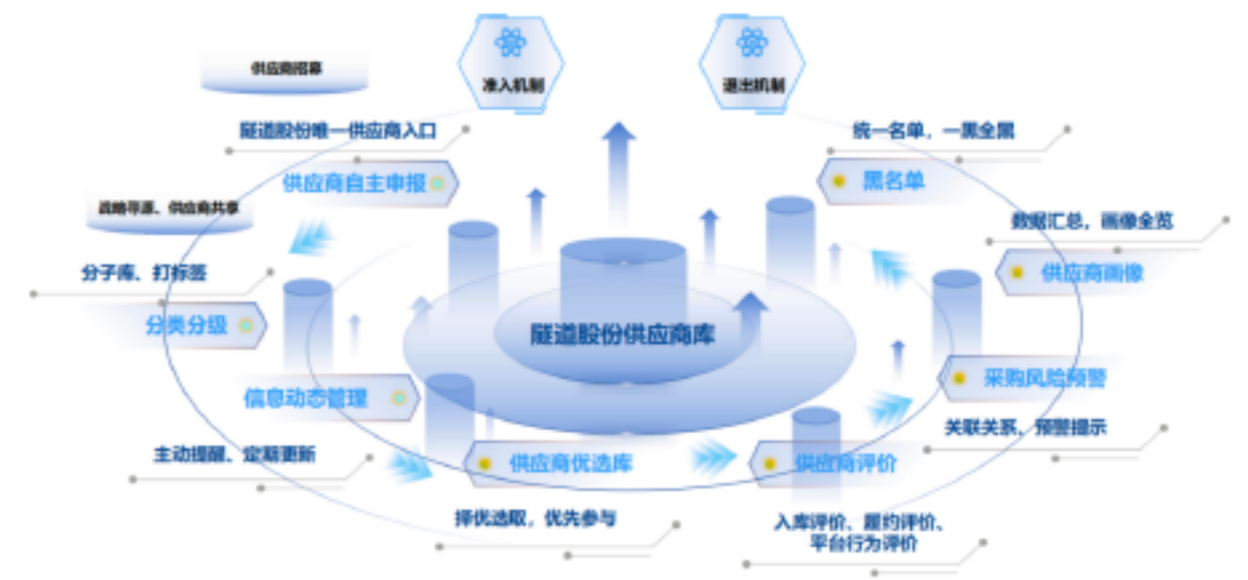 准入机制
退出机制
供应商招募
隧道股份唯一供应商入口
供应商自主申报
战略寻源、供应商共享
分子库、打标签
分类分级
信息动态管理
主动提醒、定期更新
供应商优选库
择优选取，优先参与
隧道股份供应商库
统一名单，一黑全黑
黑名单
数据汇总，画像全览
供应商画像
采购风险预警
关联关系、预警提示
供应商评价
入库评价、履约评价、
平台行为评价